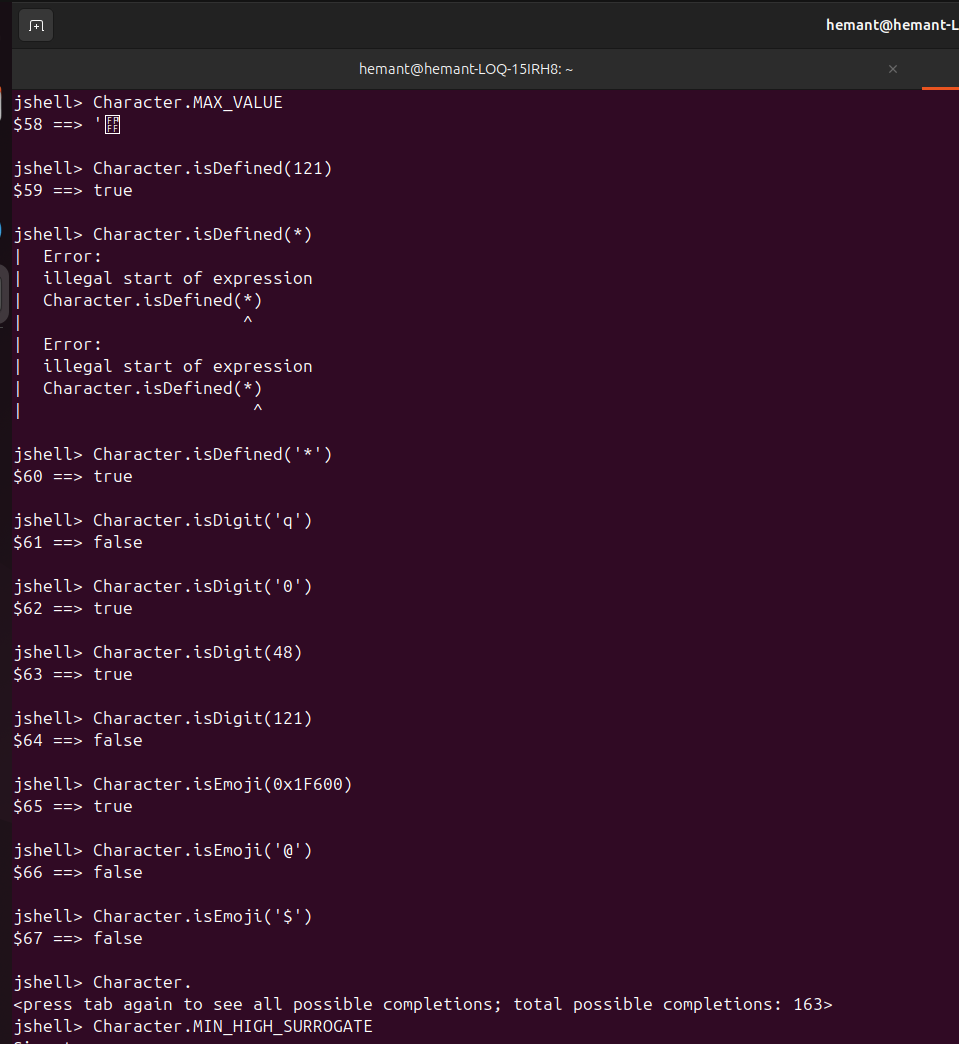 hemant@hemant-L
hemant@hemant-LOQ-15IRH8: ~
jshell> Character.MAX_VALUE
$58 ==> '
jshell> Character.isDefined(121)
$59 ==> true
jshell> Character.isDefined(*)
| Error:
| illegal start of expression
| Character.isDefined(*)
| ^
| Error:
| illegal start of expression
| Character.isDefined(*)
| ^
jshell> Character.isDefined('*')
$60 ==> true
jshell> Character.isDigit('q')
$61 ==> false
jshell> Character.isDigit('0')
$62 ==> true
jshell> Character.isDigit(48)
$63 ==> true
jshell> Character.isDigit(121)
$64 ==> false
jshell> Character.isEmoji(0x1F600)
$65 ==> true
jshell> Character.isEmoji('@')
$66 ==> false
jshell> Character.isEmoji('$')
$67 ==> false
jshell> Character.
<press tab again to see all possible completions; total possible completions: 163>
jshell> Character.MIN_HIGH_SURROGATE